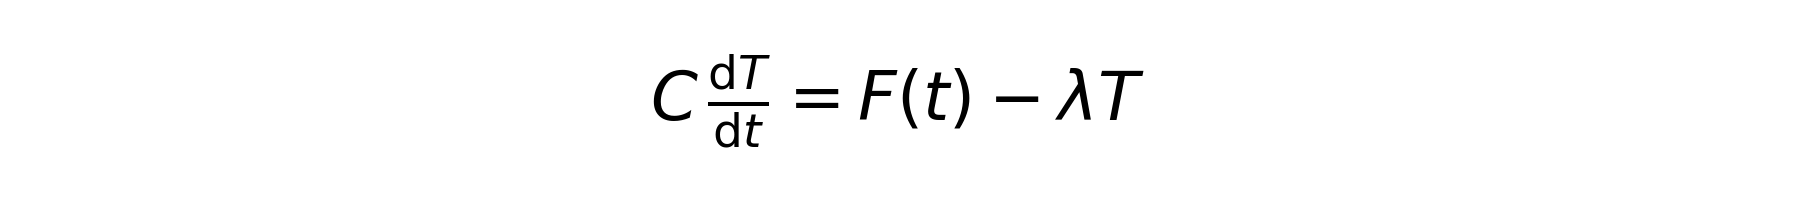 C dT/dt = F(t) − λT